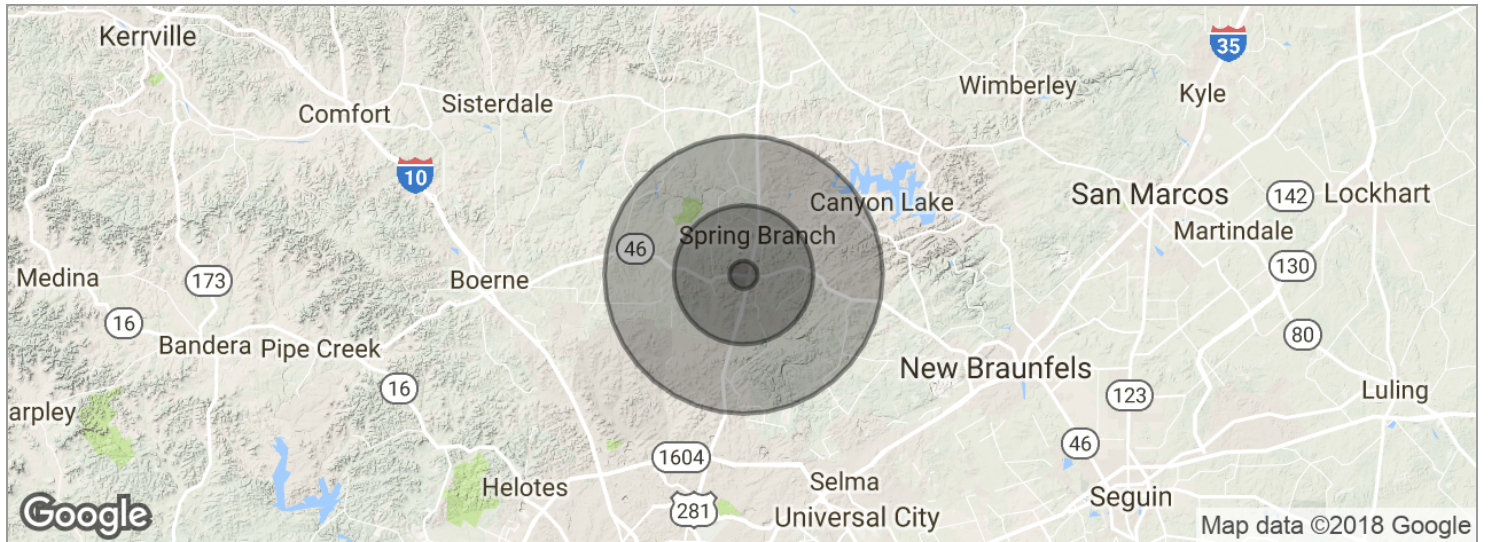 Kerrville
35
Wimberley
Kyle
Comfort
Sisterdale
10
Canyon Lake
San Marcos
142
Lockhart
Spring Branch
Martindale
46
130
Medina
173
Boerne
16
80
Bandera
Pipe Creek
New Braunfels
16
123
Luling
arpley
46
1604
Helotes
Selma
Seguin
281
Universal City
Google
Map data ©2018 Google